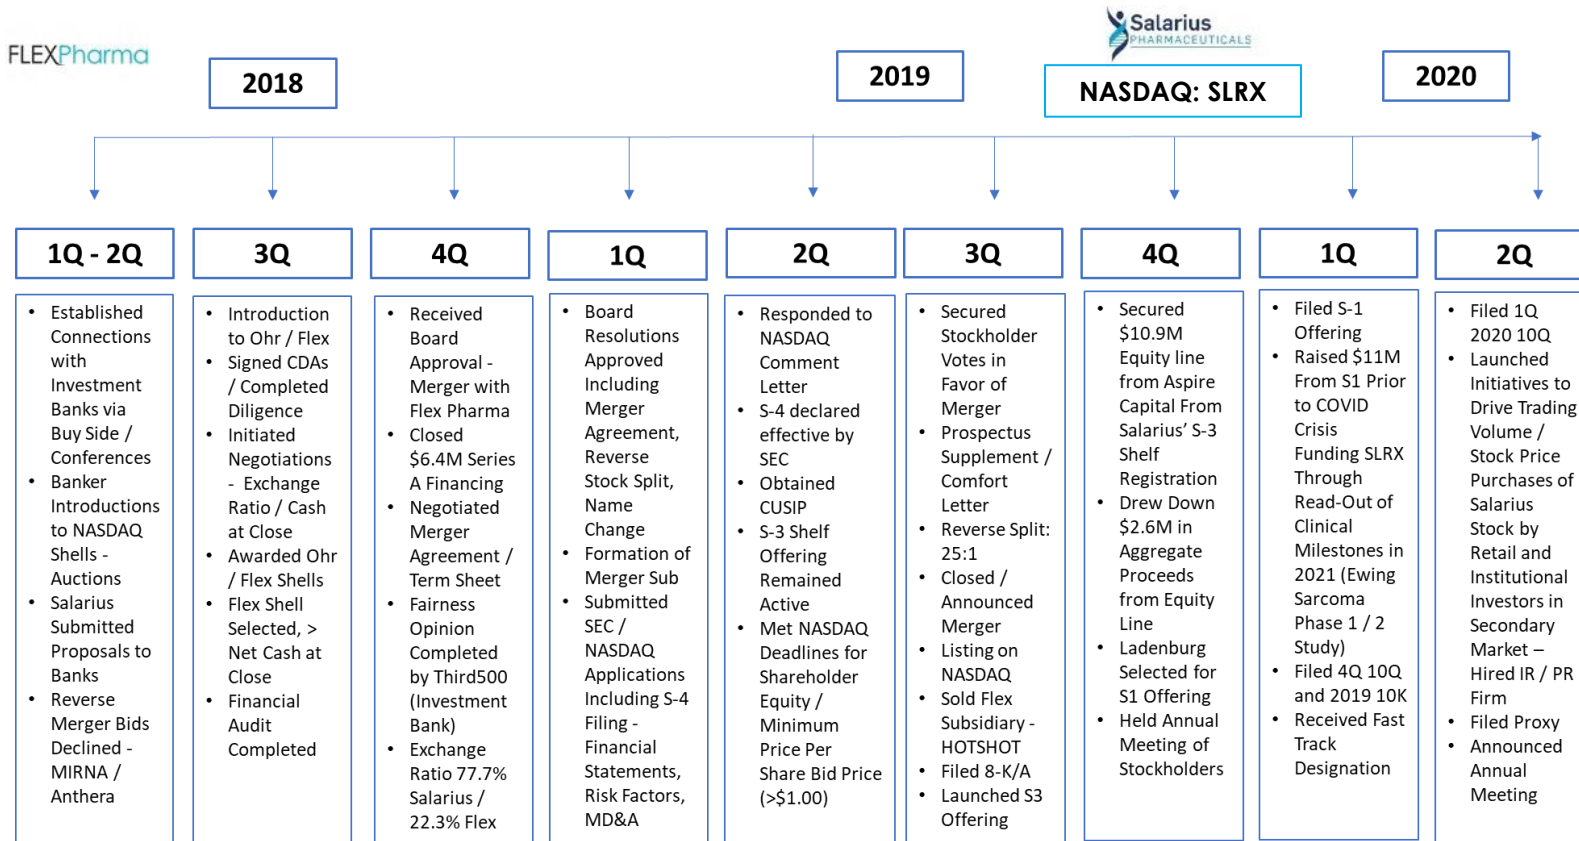 FLEXPharma
2018
2019
Salarius
PHARMACEUTICALS
NASDAQ: SLRX
2020
1Q - 2Q
• Established
Connections
with
Investment
Banks via
Buy Side /
Conferences
• Banker
Introductions
to NASDAQ
Shells -
Auctions
• Salarius
Submitted
Proposals to
Banks
• Reverse
Merger Bids
Declined -
MIRNA /
Anthera
3Q
• Introduction
to Ohr / Flex
• Signed CDAs
/ Completed
Diligence
• Initiated
Negotiations
- Exchange
Ratio / Cash
at Close
• Awarded Ohr
/ Flex Shells
• Flex Shell
Selected, >
Net Cash at
Close
• Financial
Audit
Completed
4Q
• Received
Board
Approval -
Merger with
Flex Pharma
• Closed
$6.4M Series
A Financing
• Negotiated
Merger
Agreement /
Term Sheet
• Fairness
Opinion
Completed
by Third500
(Investment
Bank)
• Exchange
Ratio 77.7%
Salarius /
22.3% Flex
1Q
• Board
Resolutions
Approved
Including
Merger
Agreement,
Reverse
Stock Split,
Name
Change
• Formation of
Merger Sub
• Submitted
SEC /
NASDAQ
Applications
Including S-4
Filing -
Financial
Statements,
Risk Factors,
MD&A
2Q
• Responded to
NASDAQ
Comment
Letter
• S-4 declared
effective by
SEC
• Obtained
CUSIP
• S-3 Shelf
Offering
Remained
Active
• Met NASDAQ
Deadlines for
Shareholder
Equity /
Minimum
Price Per
Share Bid Price
(>$1.00)
3Q
• Secured
Stockholder
Votes in
Favor of
Merger
• Prospectus
Supplement /
Comfort
Letter
• Reverse Split:
25:1
• Closed /
Announced
Merger
• Listing on
NASDAQ
• Sold Flex
Subsidiary -
HOTSHOT
• Filed 8-K/A
• Launched S3
Offering
4Q
• Secured
$10.9M
Equity line
from Aspire
Capital From
Salarius’ S-3
Shelf
Registration
• Drew Down
$2.6M in
Aggregate
Proceeds
from Equity
Line
• Ladenburg
Selected for
S1 Offering
• Held Annual
Meeting of
Stockholders
1Q
• Filed S-1
Offering
• Raised $11M
From S1 Prior
to COVID
Crisis
Funding SLRX
Through
Read-Out of
Clinical
Milestones in
2021 (Ewing
Sarcoma
Phase 1 / 2
Study)
• Filed 4Q 10Q
and 2019 10K
• Received Fast
Track
Designation
2Q
• Filed 1Q
2020 10Q
• Launched
Initiatives to
Drive Trading
Volume /
Stock Price
Purchases of
Salarius
Stock by
Retail and
Institutional
Investors in
Secondary
Market –
Hired IR / PR
Firm
• Filed Proxy
• Announced
Annual
Meeting